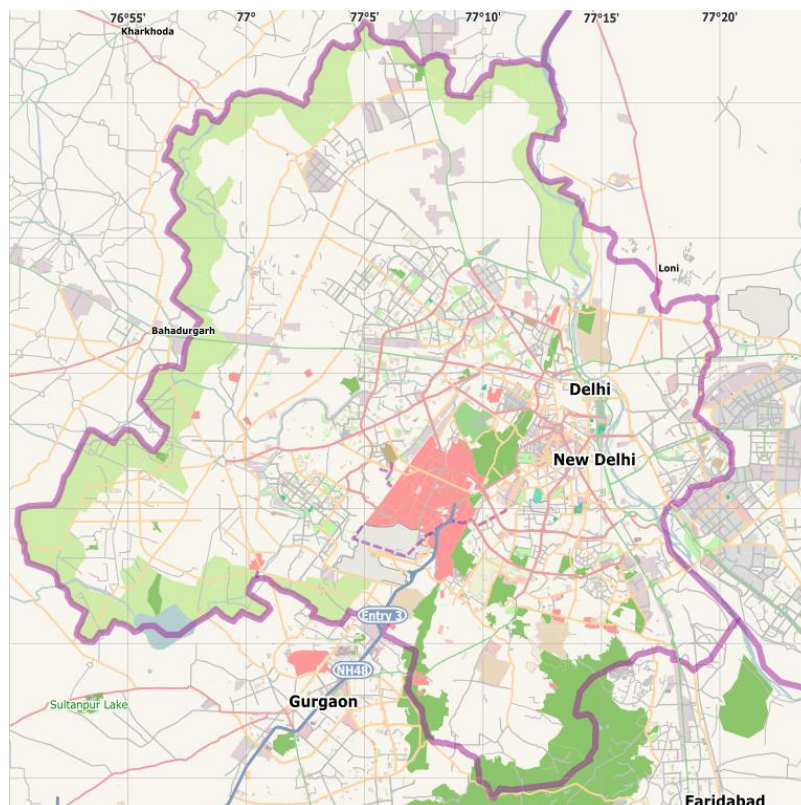 76°55' 77° 77°5' 77°10' 77°15' 77°20'
Kharkhoda
Loni
Bahadurgarh
Delhi
New Delhi
Entry 3
NH48
Sultanpur Lake
Gurgaon
Faridabad